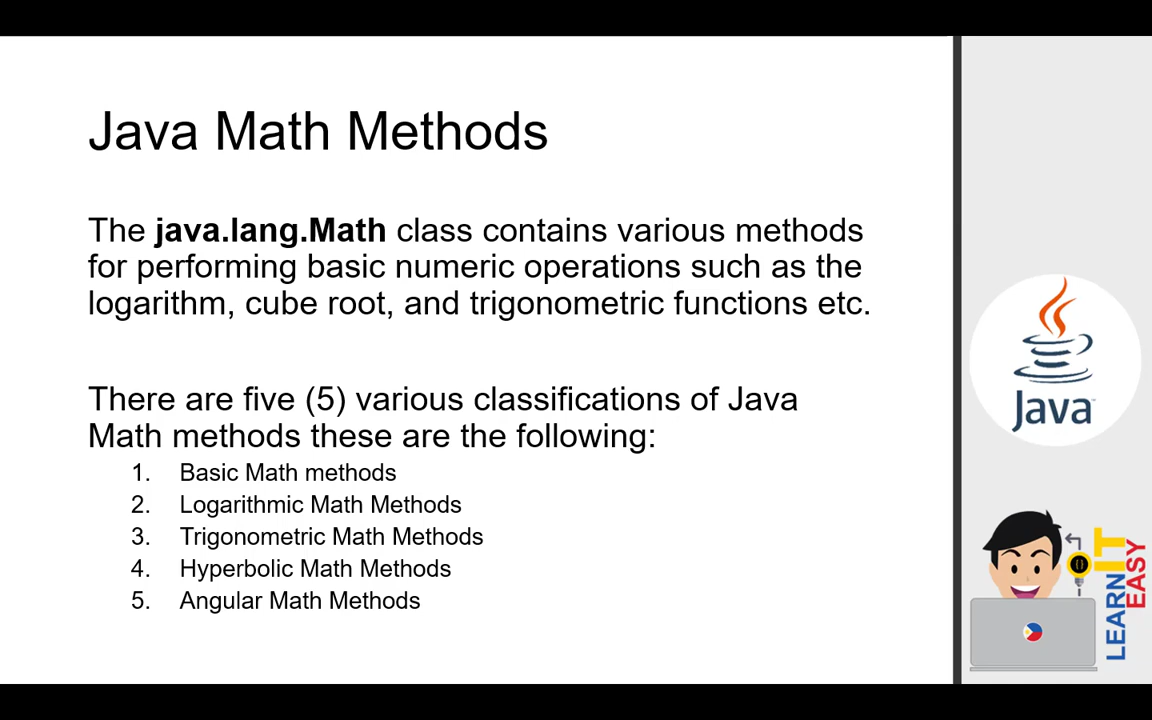 Java Math Methods
The java.lang.Math class contains various methods
for performing basic numeric operations such as the
logarithm, cube root, and trigonometric functions etc.
There are five (5) various classifications of Java
Math methods these are the following:
1. Basic Math methods
2. Logarithmic Math Methods
3. Trigonometric Math Methods
4. Hyperbolic Math Methods
5. Angular Math Methods
Java
LEARN IT
EASY